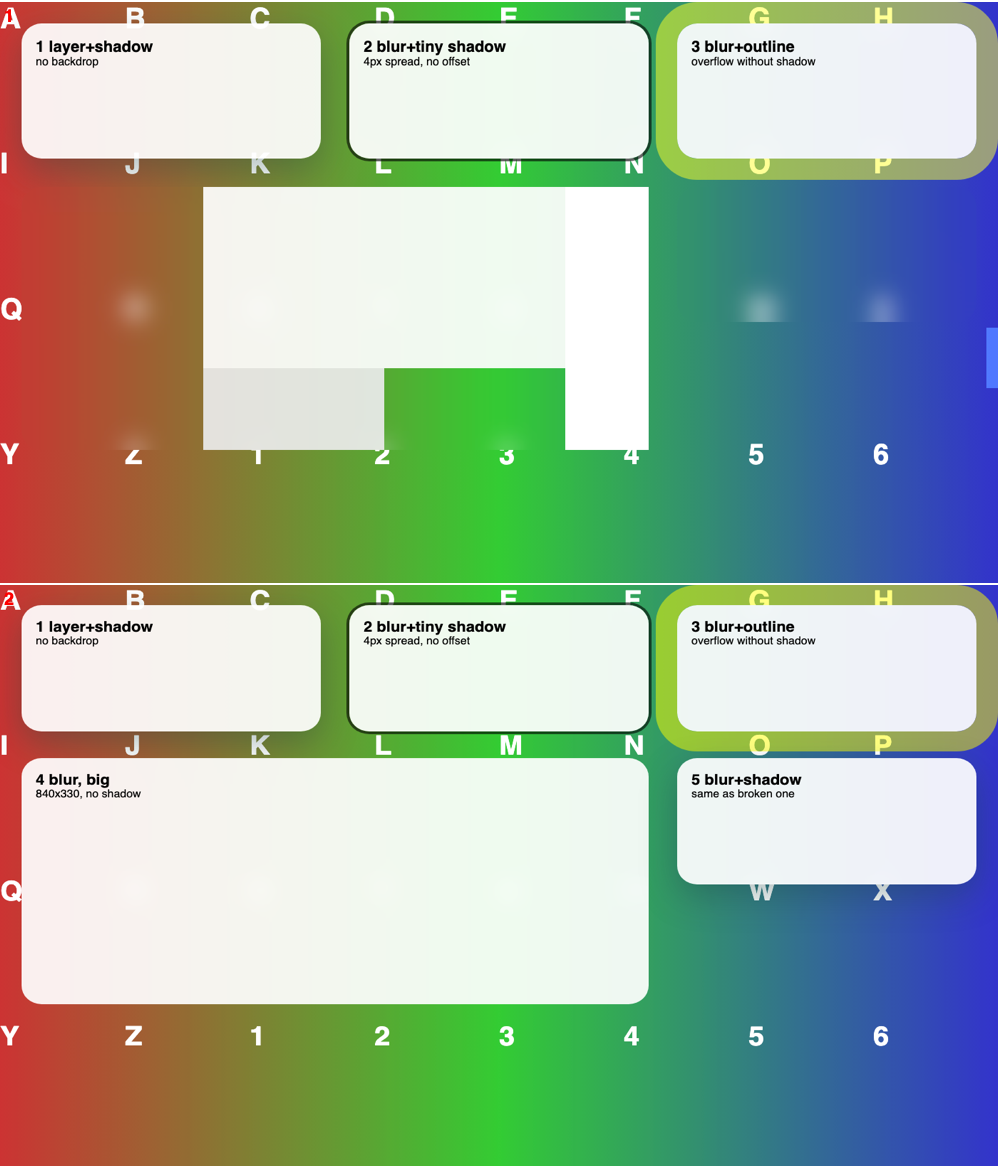 1
A B C D E F G H
1 layer+shadow
no backdrop
2 blur+tiny shadow
4px spread, no offset
3 blur+outline
overflow without shadow
I J K L M N O P
Q
Y Z 1 2 3 4 5 6
2
A B C D E F G H
1 layer+shadow
no backdrop
2 blur+tiny shadow
4px spread, no offset
3 blur+outline
overflow without shadow
I J K L M N O P
4 blur, big
840x330, no shadow
5 blur+shadow
same as broken one
Q W X
Y Z 1 2 3 4 5 6